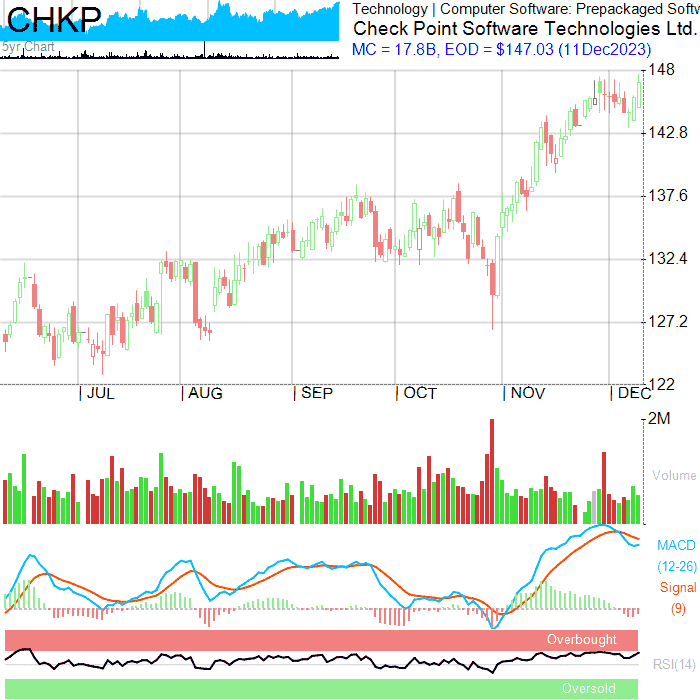 CHKP
5yr Chart
Technology | Computer Software: Prepackaged Softw
Check Point Software Technologies Ltd.
MC = 17.8B, EOD = $147.03 (11Dec2023)
148
142.8
137.6
132.4
127.2
122
| JUL | AUG | SEP | OCT | NOV | DEC
2M
Volume
MACD
(12-26)
Signal
(9)
Overbought
RSI(14)
Oversold